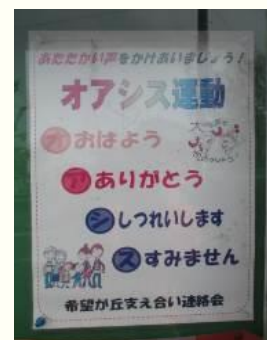 あたたかい声をかけあいましょう!
オアシス運動
オ おはよう
ア ありがとう
シ しつれいします
ス すみません
希望が丘支え合い連絡会